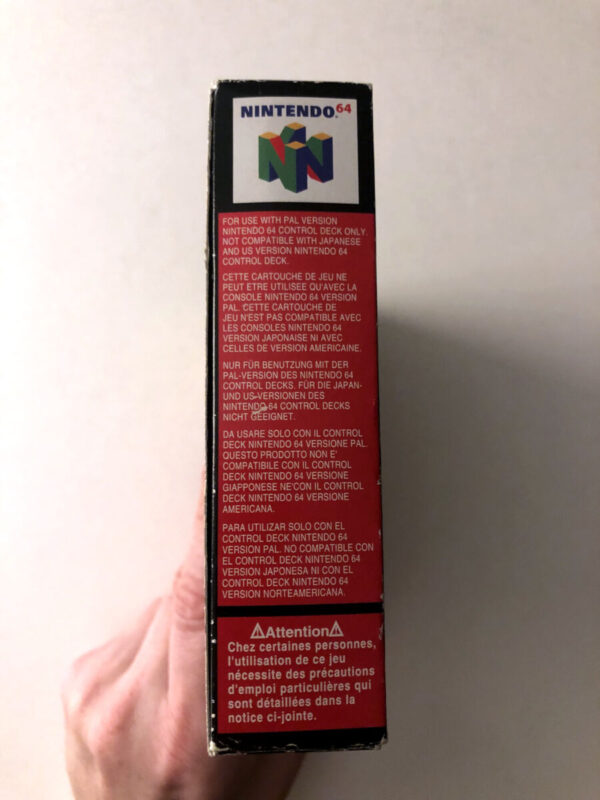 NINTENDO 64
FOR USE WITH PAL VERSION
NINTENDO 64 CONTROL DECK ONLY.
NOT COMPATIBLE WITH JAPANESE
AND US VERSION NINTENDO 64
CONTROL DECK.
CETTE CARTOUCHE DE JEU NE
PEUT ETRE UTILISEE QU'AVEC LA
CONSOLE NINTENDO 64 VERSION
PAL. CETTE CARTOUCHE DE
JEU N'EST PAS COMPATIBLE AVEC
LES CONSOLES NINTENDO 64
VERSION JAPONAISE NI AVEC
CELLES DE VERSION AMERICAINE.
NUR FÜR BENUTZUNG MIT DER
PAL-VERSION DES NINTENDO 64
CONTROL DECKS. FÜR DIE JAPAN-
UND US-VERSIONEN DES
NINTENDO 64 CONTROL DECKS
NICHT GEEIGNET.
DA USARE SOLO CON IL CONTROL
DECK NINTENDO 64 VERSIONE PAL.
QUESTO PRODOTTO NON E'
COMPATIBILE CON IL CONTROL
DECK NINTENDO 64 VERSIONE
GIAPPONESE NE'CON IL CONTROL
DECK NINTENDO 64 VERSIONE
AMERICANA.
PARA UTILIZAR SOLO CON EL
CONTROL DECK NINTENDO 64
VERSION PAL. NO COMPATIBLE CON
EL CONTROL DECK NINTENDO 64
VERSION JAPONESA NI CON EL
CONTROL DECK NINTENDO 64
VERSION NORTEAMERICANA.
⚠Attention⚠
Chez certaines personnes,
l'utilisation de ce jeu
nécessite des précautions
d'emploi particulières qui
sont détaillées dans la
notice ci-jointe.